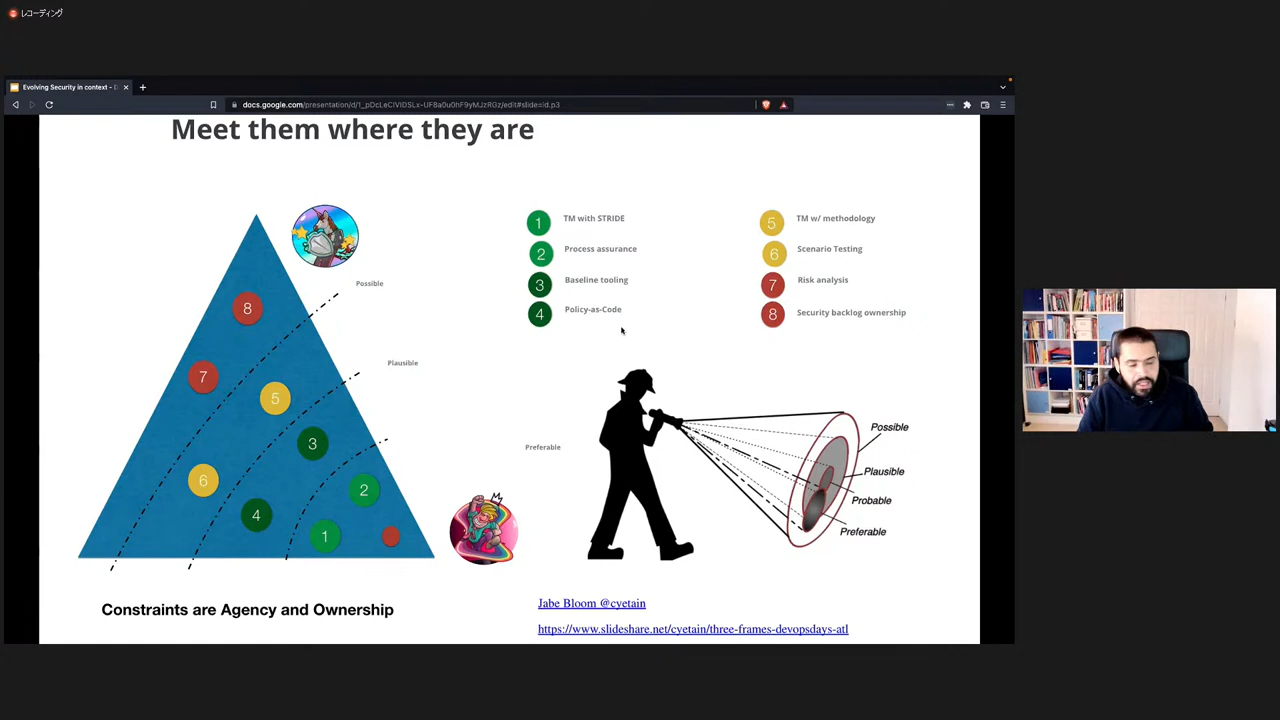 レコーディング
Evolving Security in context - D
docs.google.com/presentation/d/1_pDcLeCIVIDSLx-UF8a0u0hF9yMJzRGz/edit#slide=id.p3
Meet them where they are
1 TM with STRIDE
2 Process assurance
3 Baseline tooling
4 Policy-as-Code
5 TM w/ methodology
6 Scenario Testing
7 Risk analysis
8 Security backlog ownership
Possible
Plausible
Preferable
8
7
5
3
6
2
4
1
Possible
Plausible
Probable
Preferable
Constraints are Agency and Ownership
Jabe Bloom @cyetain
https://www.slideshare.net/cyetain/three-frames-devopsdays-atl